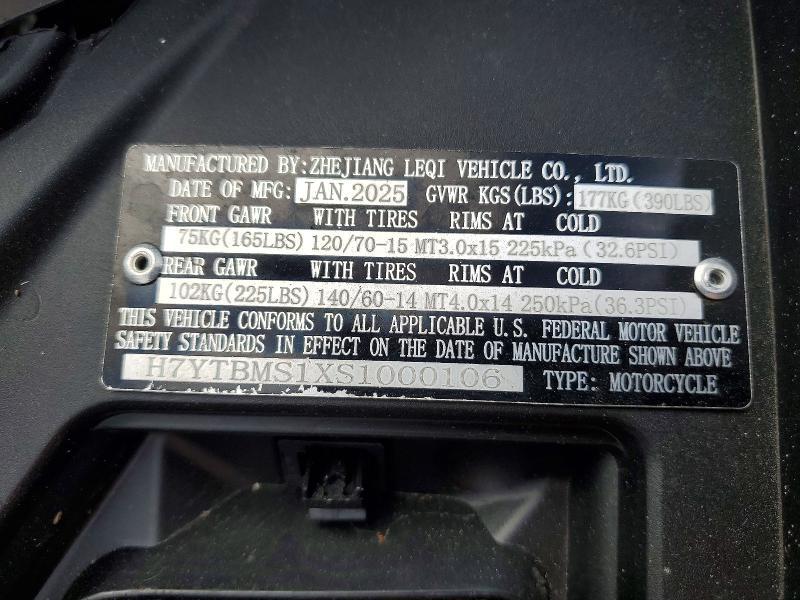 MANUFACTURED BY: ZHEJIANG LEQI VEHICLE CO., LTD.
DATE OF MFG: JAN.2025 GVWR KGS(LBS): 177KG(390LBS)
FRONT GAWR WITH TIRES RIMS AT COLD
75KG(165LBS) 120/70-15 MT3.0x15 225kPa(32.6PSI)
REAR GAWR WITH TIRES RIMS AT COLD
102KG(225LBS) 140/60-14 MT4.0x14 250kPa(36.3PSI)
THIS VEHICLE CONFORMS TO ALL APPLICABLE U.S. FEDERAL MOTOR VEHICLE
SAFETY STANDARDS IN EFFECT ON THE DATE OF MANUFACTURE SHOWN ABOVE
H7YTBMS1XS1000106 TYPE: MOTORCYCLE